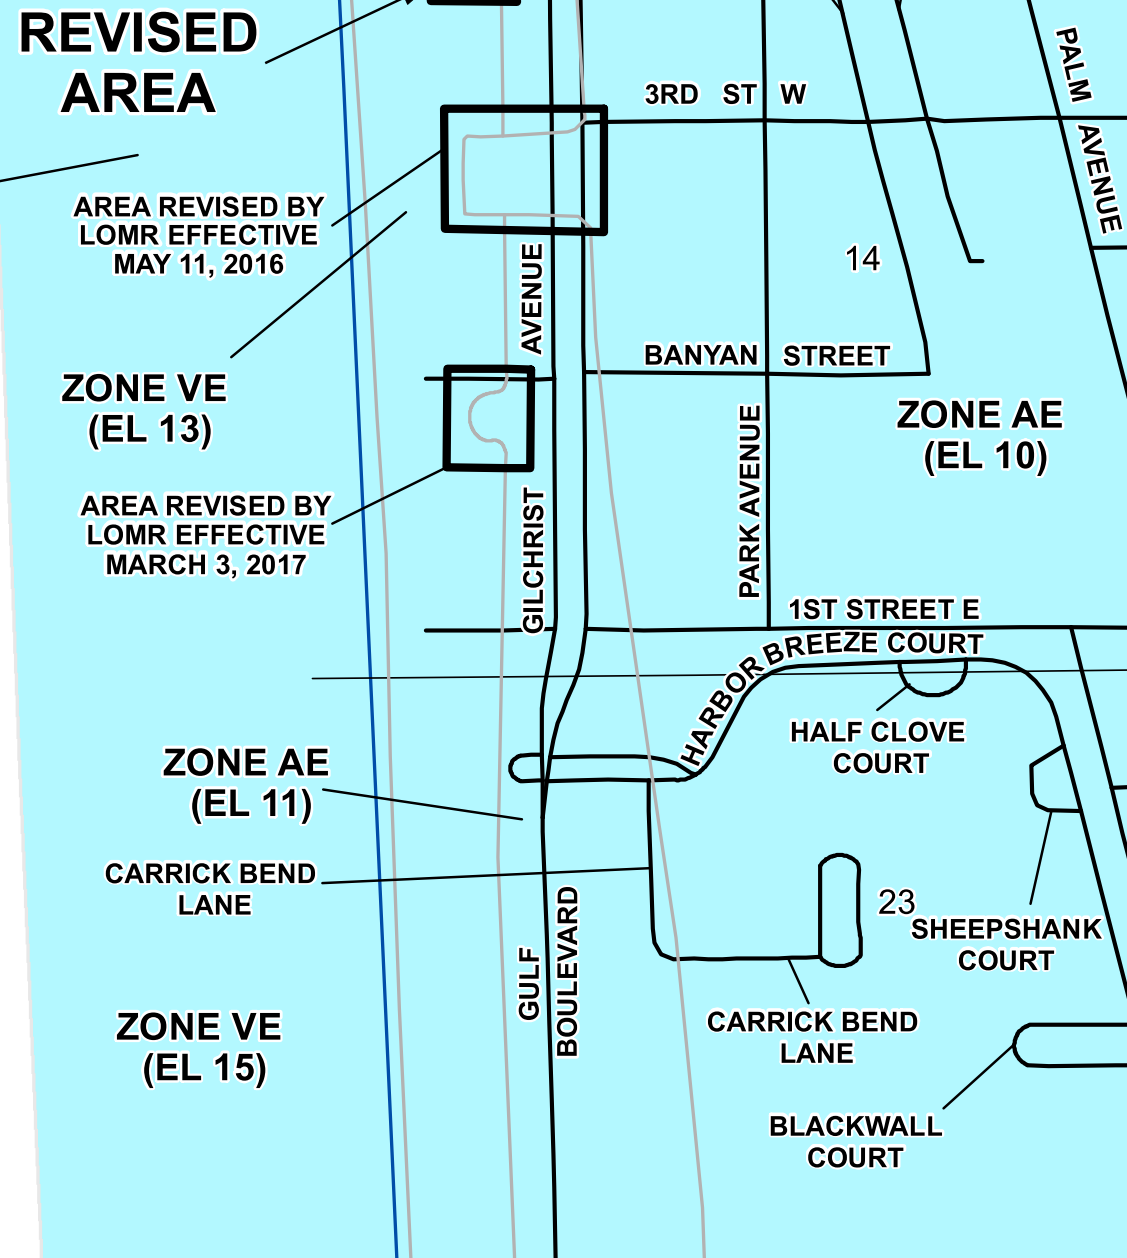 REVISED
AREA
3RD ST W
PALM AVENUE
AREA REVISED BY
LOMR EFFECTIVE
MAY 11, 2016
14
AVENUE
BANYAN STREET
ZONE VE
(EL 13)
ZONE AE
(EL 10)
PARK AVENUE
AREA REVISED BY
LOMR EFFECTIVE
MARCH 3, 2017
GILCHRIST
1ST STREET E
HARBOR BREEZE COURT
HALF CLOVE
COURT
ZONE AE
(EL 11)
CARRICK BEND
LANE
23
SHEEPSHANK
COURT
GULF
BOULEVARD
ZONE VE
(EL 15)
CARRICK BEND
LANE
BLACKWALL
COURT